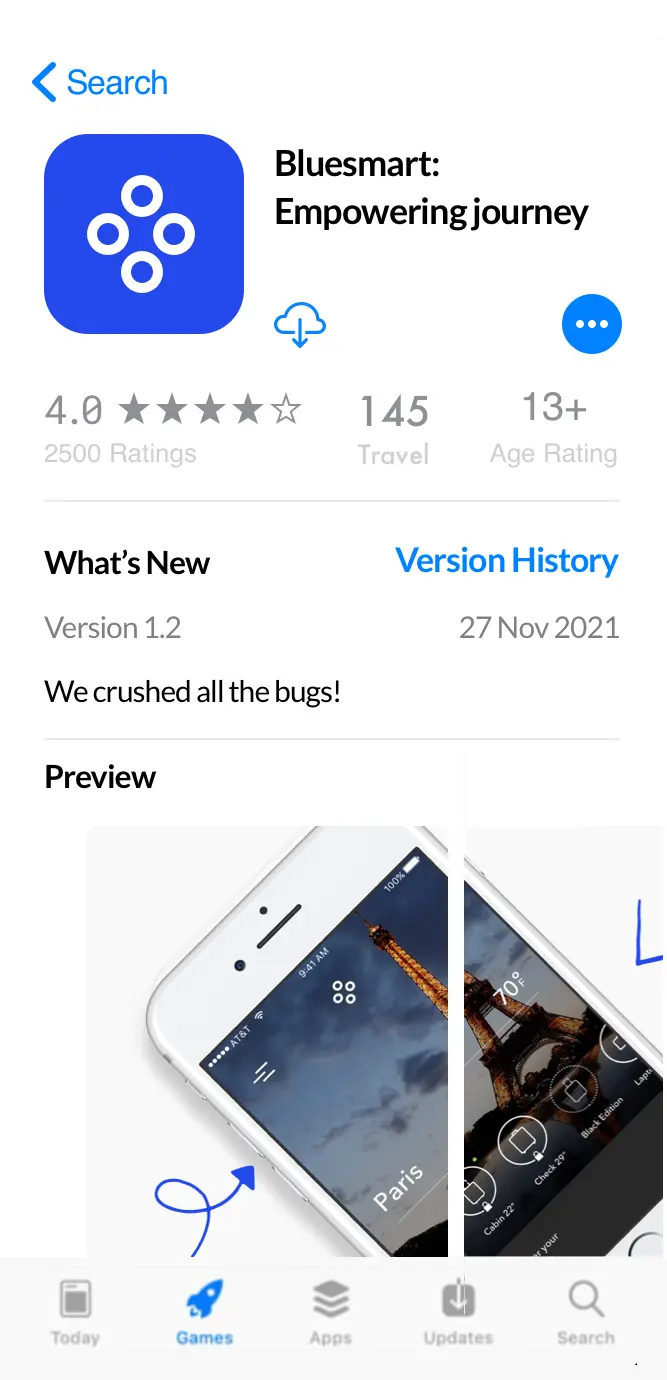 Search
Bluesmart:
Empowering journey
4.0
145
13+
2500 Ratings
Travel
Age Rating
What’s New
Version History
Version 1.2
27 Nov 2021
We crushed all the bugs!
Preview
100%
9:41 AM
AT&T
70°F
Paris
Cabin 22"
Check 29"
Black Edition
Today
Games
Apps
Updates
Search